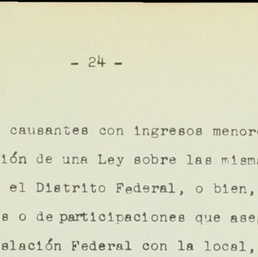 - 24 -
causantes con ingresos menor
ión de una Ley sobre las misma
el Distrito Federal, o bien,
s o de participaciones que ase
slación Federal con la local,